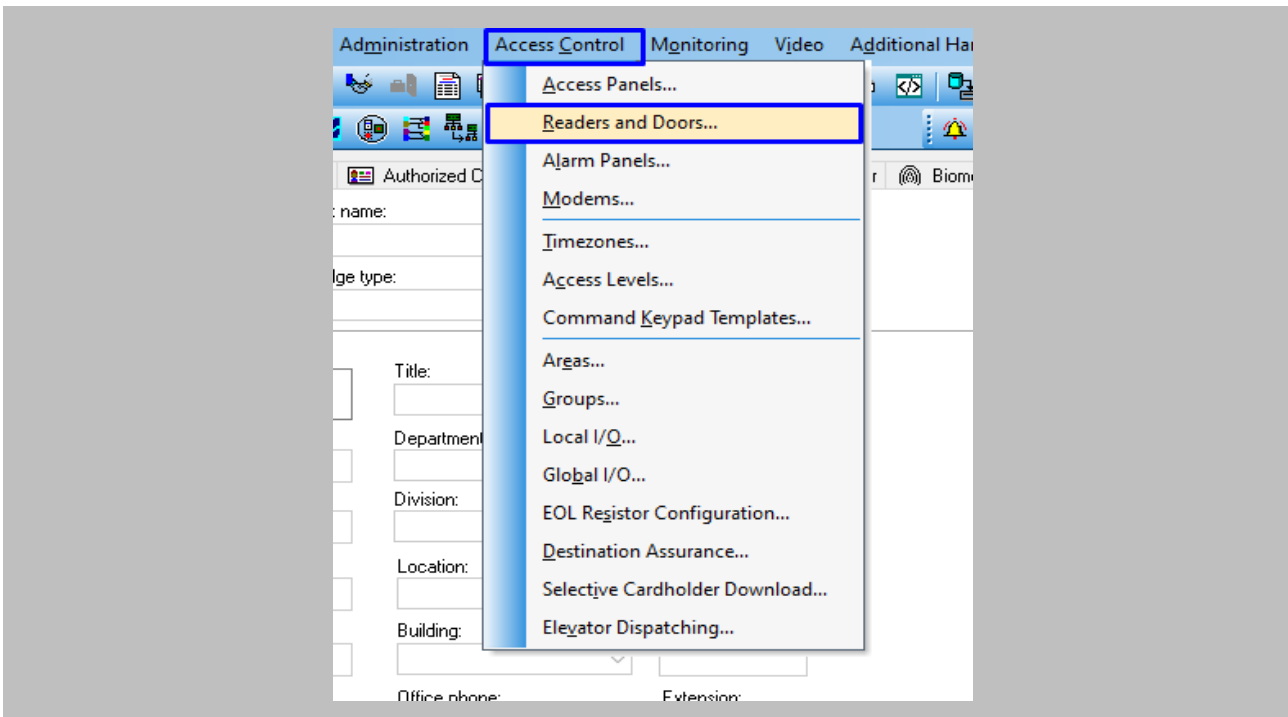 Administration Access Control Monitoring Video Additional
Access Panels...
Readers and Doors...
Alarm Panels...
Authorized
Modems...
name:
Timezones...
type:
Access Levels...
Command Keypad Templates...
Areas...
Title:
Groups...
Department
Local I/O...
Global I/O...
Division:
EOL Resistor Configuration...
Destination Assurance...
Location:
Selective Cardholder Download...
Building:
Elevator Dispatching...
Office phone:
Extension: